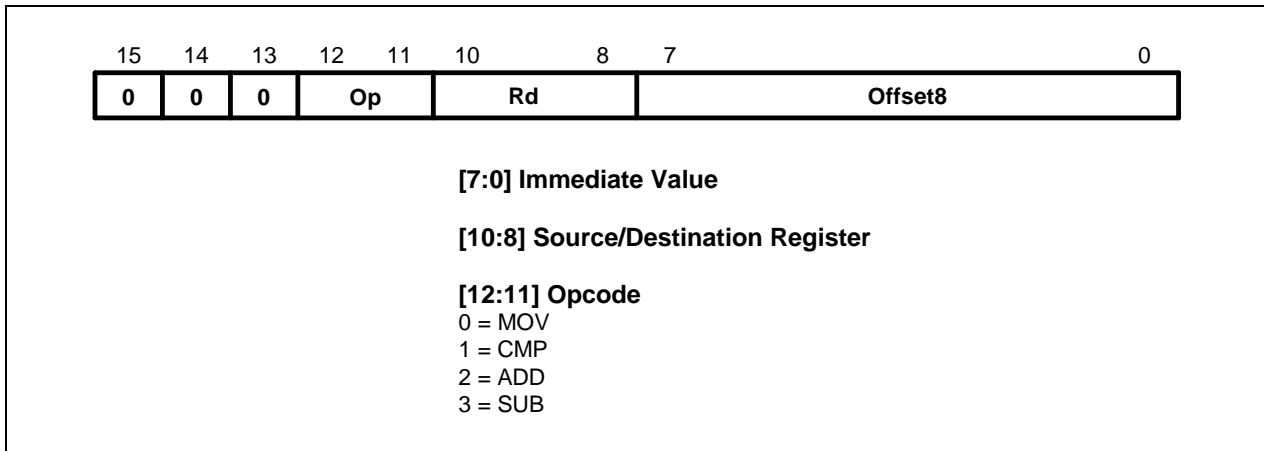 15 14 13 12 11 10 8 7 0
0 0 0 Op Rd Offset8
[7:0] Immediate Value
[10:8] Source/Destination Register
[12:11] Opcode
0 = MOV
1 = CMP
2 = ADD
3 = SUB